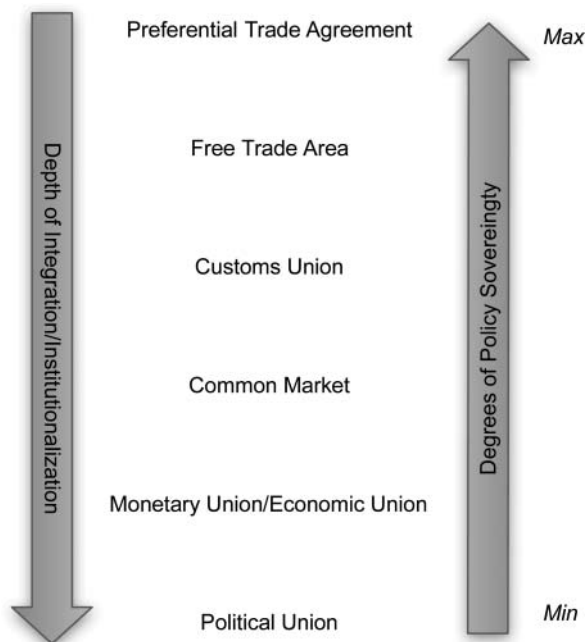 Preferential Trade Agreement
Max
Free Trade Area
Customs Union
Common Market
Monetary Union/Economic Union
Political Union
Min
Depth of
Integration/Institutionalization
Degrees of Policy Sovereingty